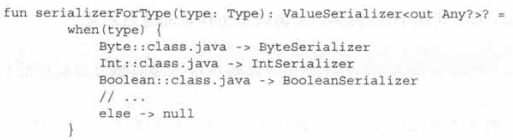 fun serializerForType(type: Type): ValueSerializer<out Any?>? =
        when(type) {
            Byte::class.java -> ByteSerializer
            Int::class.java -> IntSerializer
            Boolean::class.java -> BooleanSerializer
            // ...
            else -> null
        }